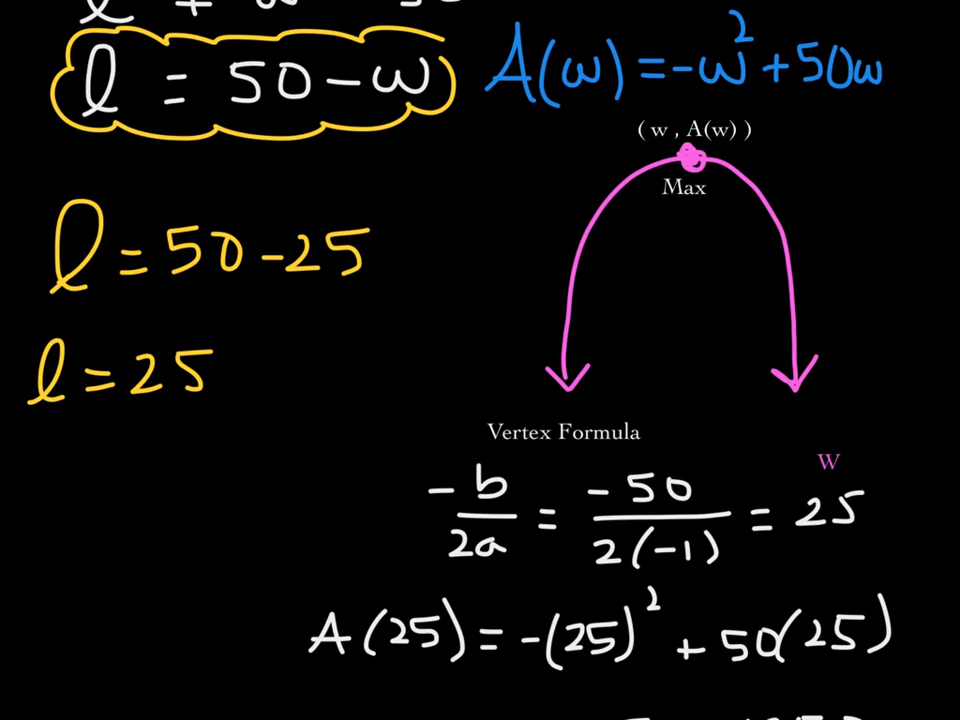 l = 50 - w
A(w) = -w² + 50w
( w , A(w) )
Max
l = 50 - 25
l = 25
Vertex Formula
W
-b/2a = -50/2(-1) = 25
A(25) = -(25)² + 50(25)